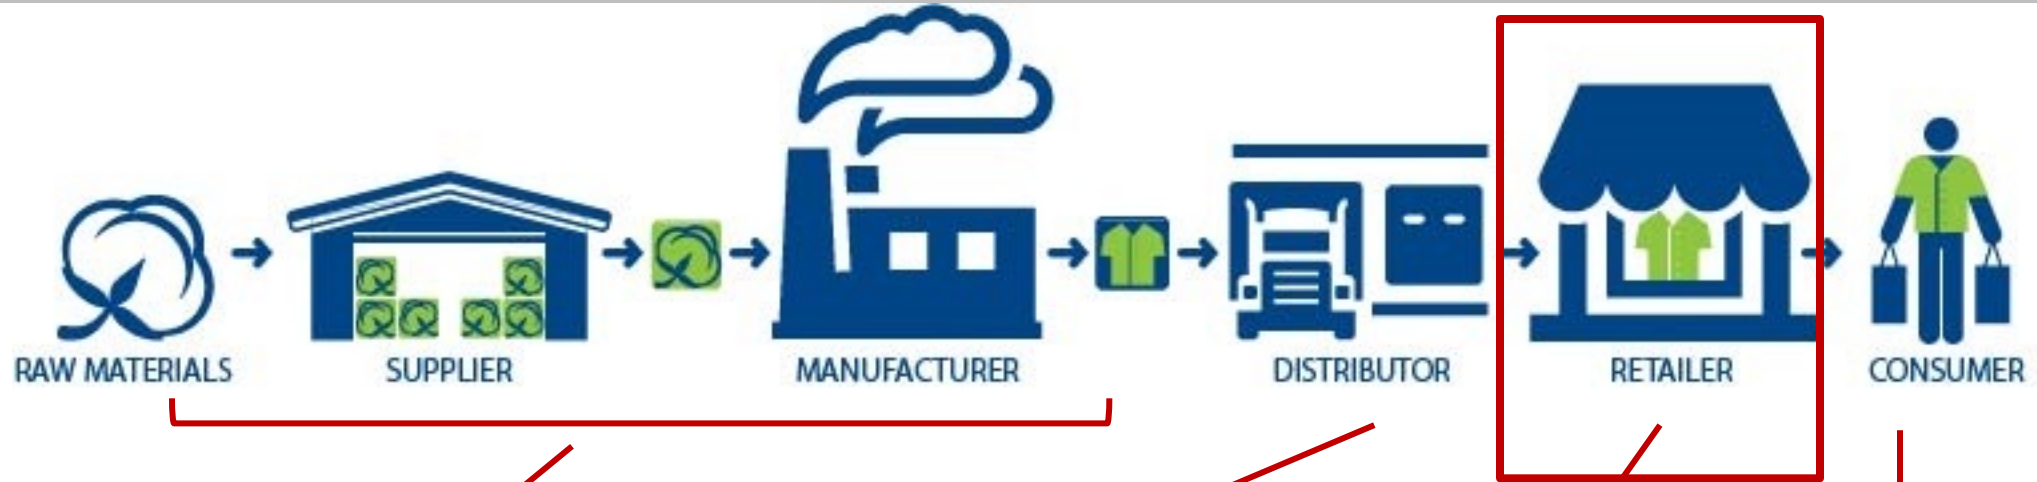 RAW MATERIALS
SUPPLIER
MANUFACTURER
DISTRIBUTOR
RETAILER
CONSUMER